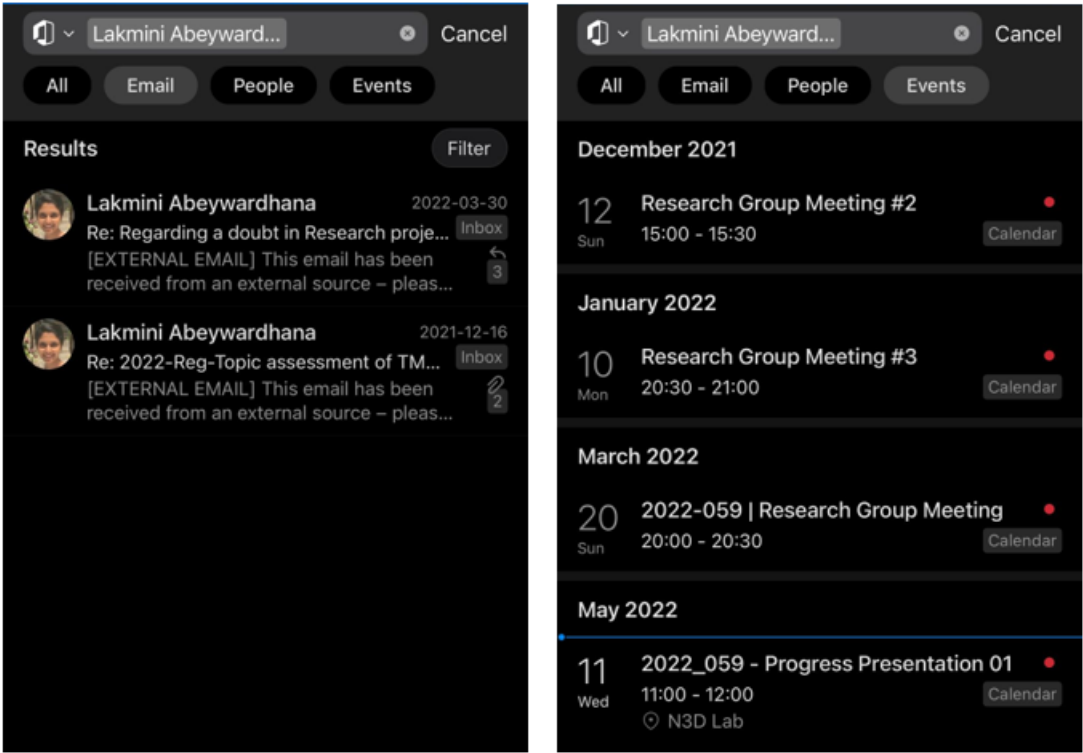 Lakmini Abeyward...
Cancel
All
Email
People
Events
Results
Filter
Lakmini Abeywardhana
2022-03-30
Re: Regarding a doubt in Research proje...
Inbox
[EXTERNAL EMAIL] This email has been
received from an external source – pleas...
3
Lakmini Abeywardhana
2021-12-16
Re: 2022-Reg-Topic assessment of TM...
Inbox
[EXTERNAL EMAIL] This email has been
received from an external source – pleas...
2
Lakmini Abeyward...
Cancel
All
Email
People
Events
December 2021
12
Sun
Research Group Meeting #2
15:00 - 15:30
Calendar
January 2022
10
Mon
Research Group Meeting #3
20:30 - 21:00
Calendar
March 2022
20
Sun
2022-059 | Research Group Meeting
20:00 - 20:30
Calendar
May 2022
11
Wed
2022_059 - Progress Presentation 01
11:00 - 12:00
Calendar
N3D Lab